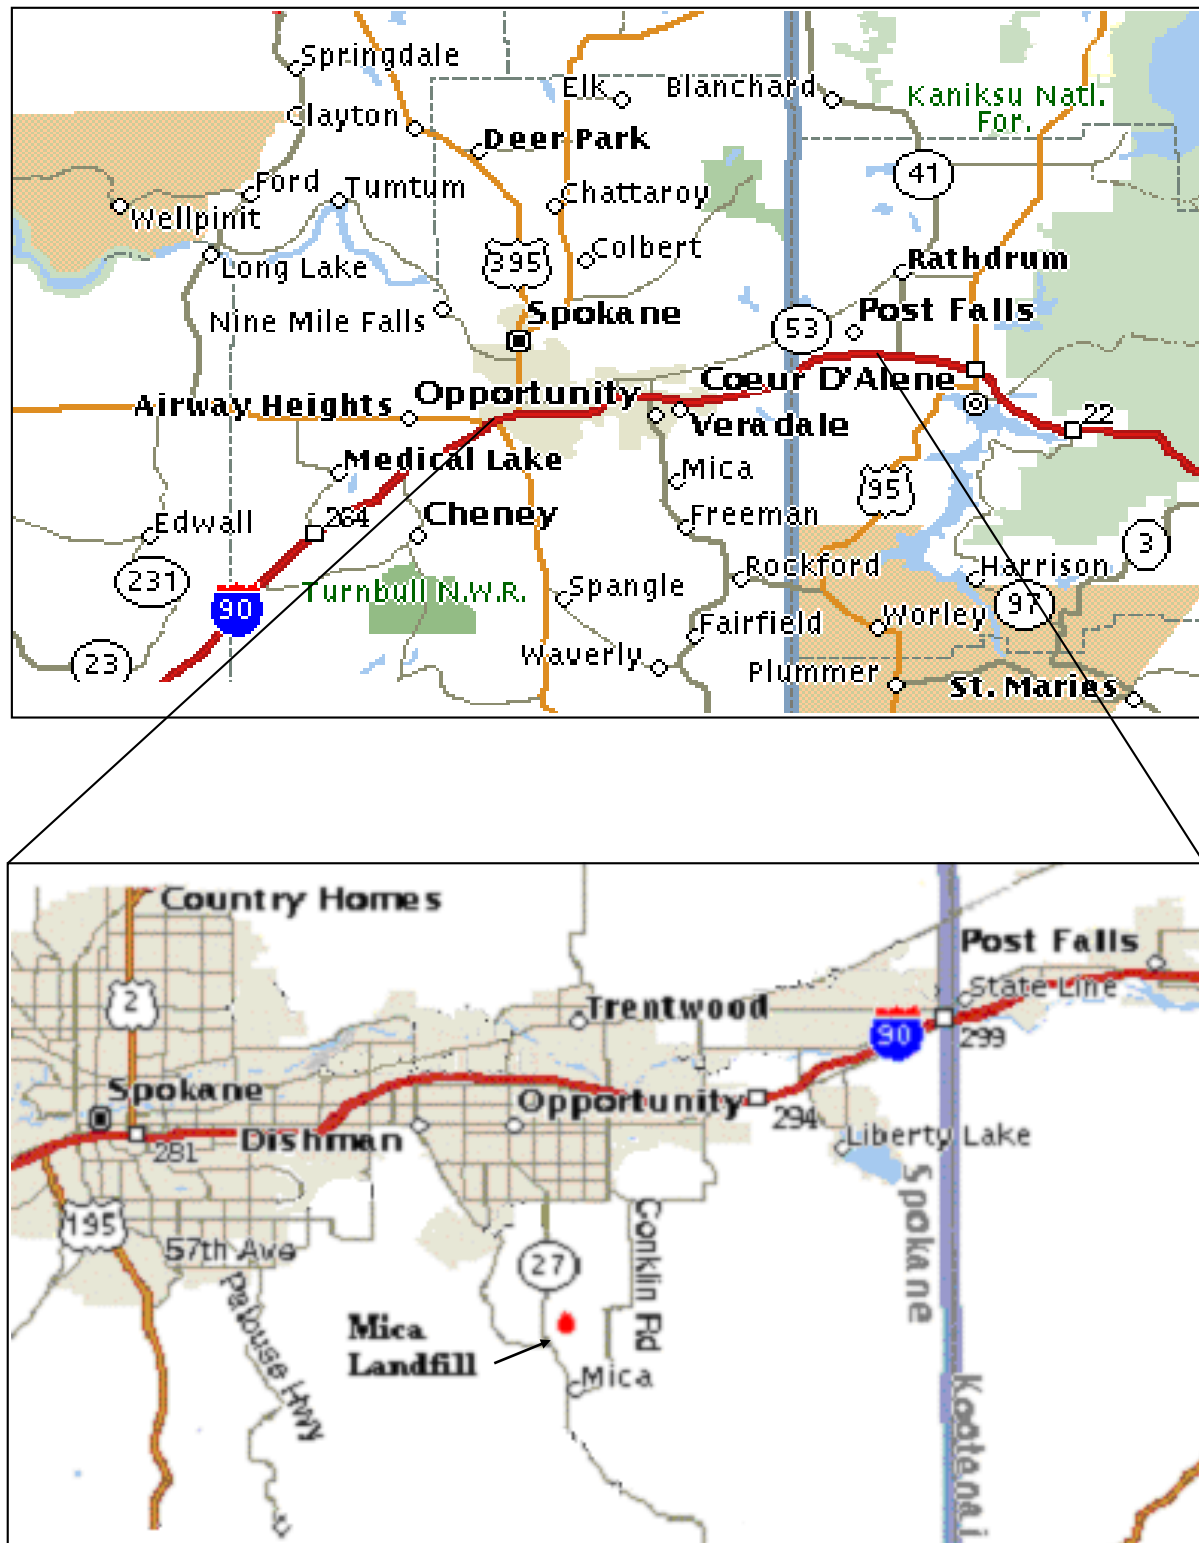 Springdale
Elk
Blanchard
Kaniksu Natl.
For.
Clayton
Deer Park
41
Ford
Tumtum
Chattaroy
Wellpinit
395
Colbert
Long Lake
Rathdrum
Nine Mile Falls
Spokane
53
Post Falls
Coeur D'Alene
Airway Heights
Opportunity
22
Veradale
Medical Lake
Mica
95
264
Cheney
Freeman
Edwall
3
231
Rockford
Harrison
90
Turnbull N.W.R.
Spangle
97
Worley
Fairfield
23
Waverly
Plummer
St. Maries
Country Homes
Post Falls
2
State Line
Trentwood
90
299
Spokane
Opportunity
294
281
Dishman
Liberty Lake
Spokane
195
57th Ave
Conklin Rd
27
Palouse Hwy
Mica
Landfill
Mica
Kootenai